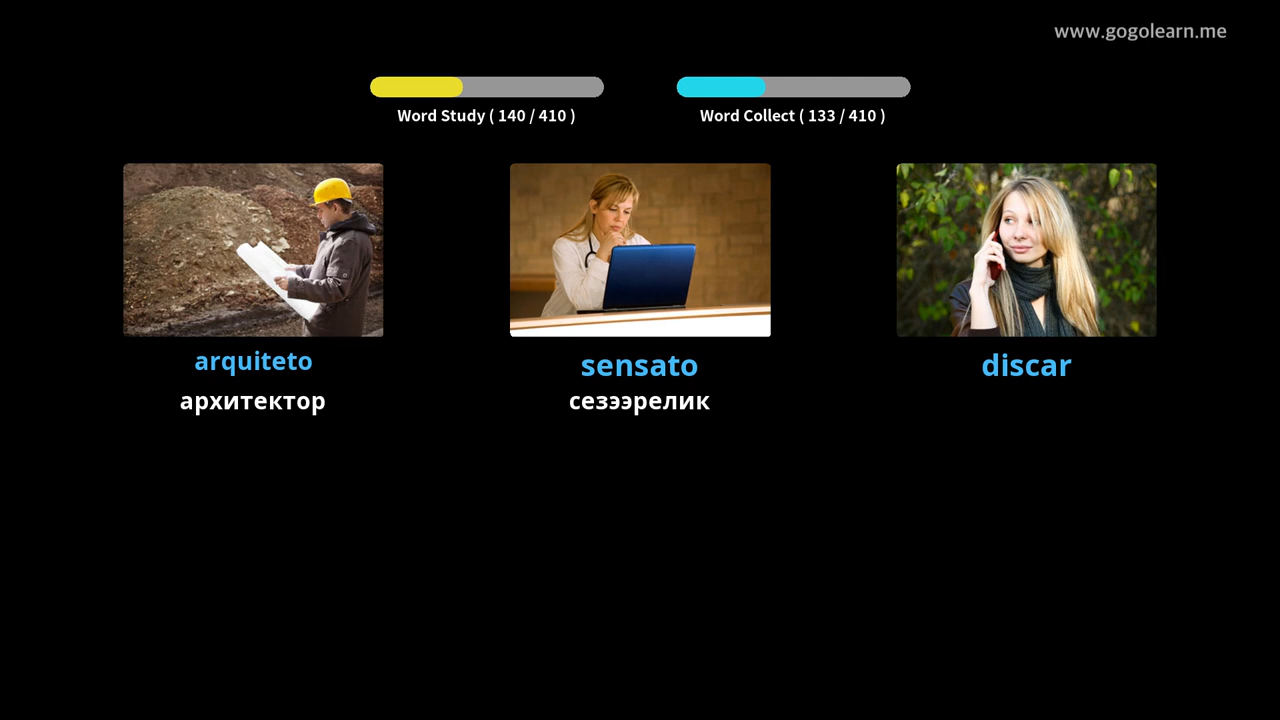 www.gogolearn.me
Word Study ( 140 / 410 )
Word Collect ( 133 / 410 )
arquiteto
архитектор
sensato
сезээрелик
discar